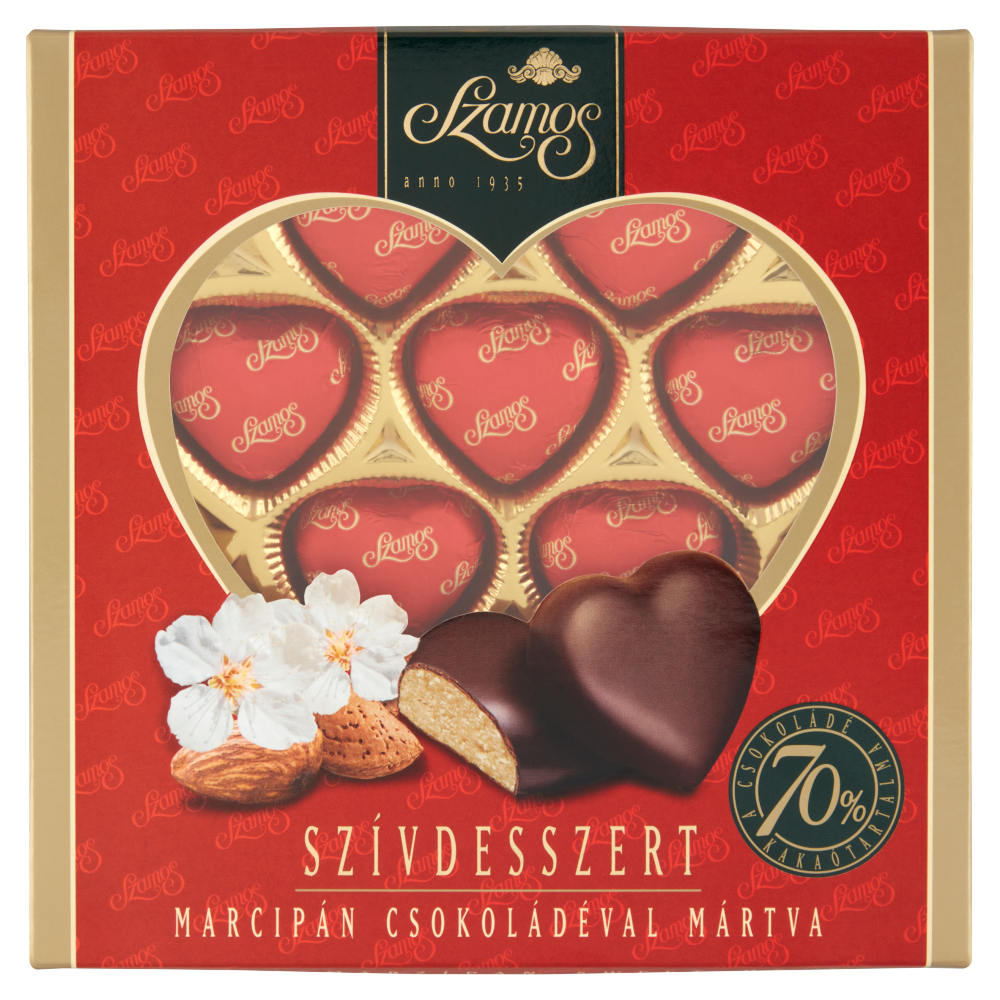 Szamos
anno 1935
A CSOKOLÁDÉ
70%
KAKAÓTARTALMA
SZÍVDESSZERT
MARCIPÁN CSOKOLÁDÉVAL MÁRTVA